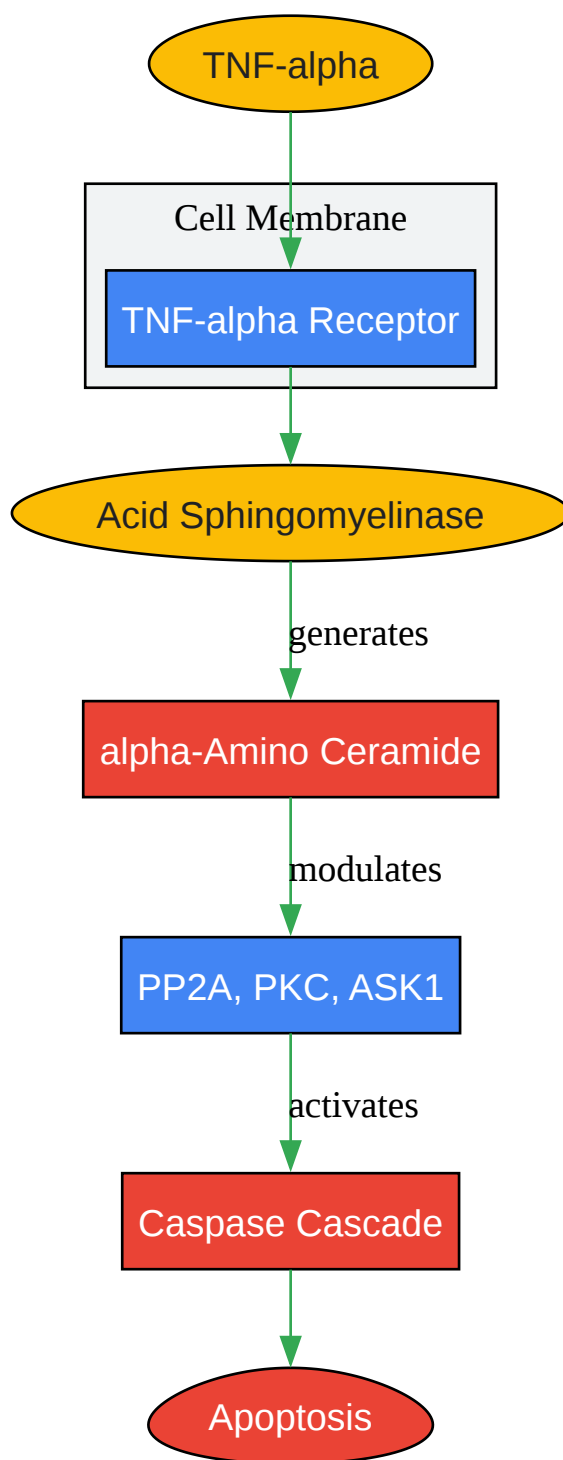 TNF-alpha
Cell Membrane
TNF-alpha Receptor
Acid Sphingomyelinase
generates
alpha-Amino Ceramide
modulates
PP2A, PKC, ASK1
activates
Caspase Cascade
Apoptosis